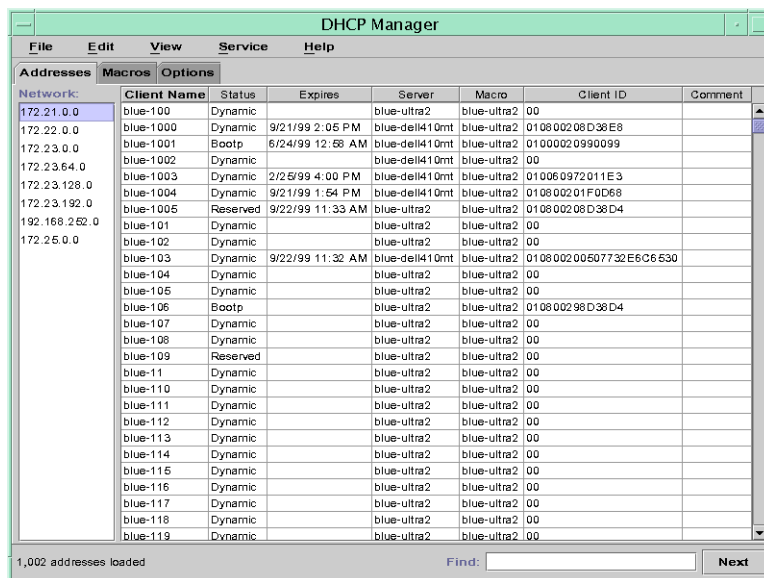 DHCP Manager
File Edit View Service Help
Addresses Macros Options
Network:
172.21.0.0
172.22.0.0
172.23.0.0
172.23.64.0
172.23.128.0
172.23.192.0
192.168.252.0
172.25.0.0
Client Name Status Expires Server Macro Client ID Comment
blue-100 Dynamic blue-ultra2 blue-ultra2 00
blue-1000 Dynamic 9/21/99 2:05 PM blue-dell410mt blue-ultra2 010800208D38E8
blue-1001 Bootp 6/24/99 12:58 AM blue-dell410mt blue-ultra2 01000020990099
blue-1002 Dynamic blue-dell410mt blue-ultra2 00
blue-1003 Dynamic 2/25/99 4:00 PM blue-dell410mt blue-ultra2 010060972011E3
blue-1004 Dynamic 9/21/99 1:54 PM blue-dell410mt blue-ultra2 010800201F0D68
blue-1005 Reserved 9/22/99 11:33 AM blue-ultra2 blue-ultra2 010800208D38D4
blue-101 Dynamic blue-ultra2 blue-ultra2 00
blue-102 Dynamic blue-ultra2 blue-ultra2 00
blue-103 Dynamic 9/22/99 11:32 AM blue-dell410mt blue-ultra2 010800200507732E6C6530
blue-104 Dynamic blue-ultra2 blue-ultra2 00
blue-105 Dynamic blue-ultra2 blue-ultra2 00
blue-106 Bootp blue-ultra2 blue-ultra2 010800298D38D4
blue-107 Dynamic blue-ultra2 blue-ultra2 00
blue-108 Dynamic blue-ultra2 blue-ultra2 00
blue-109 Reserved blue-ultra2 blue-ultra2 00
blue-11 Dynamic blue-ultra2 blue-ultra2 00
blue-110 Dynamic blue-ultra2 blue-ultra2 00
blue-111 Dynamic blue-ultra2 blue-ultra2 00
blue-112 Dynamic blue-ultra2 blue-ultra2 00
blue-113 Dynamic blue-ultra2 blue-ultra2 00
blue-114 Dynamic blue-ultra2 blue-ultra2 00
blue-115 Dynamic blue-ultra2 blue-ultra2 00
blue-116 Dynamic blue-ultra2 blue-ultra2 00
blue-117 Dynamic blue-ultra2 blue-ultra2 00
blue-118 Dynamic blue-ultra2 blue-ultra2 00
blue-119 Dynamic blue-ultra2 blue-ultra2 00
1,002 addresses loaded Find: Next